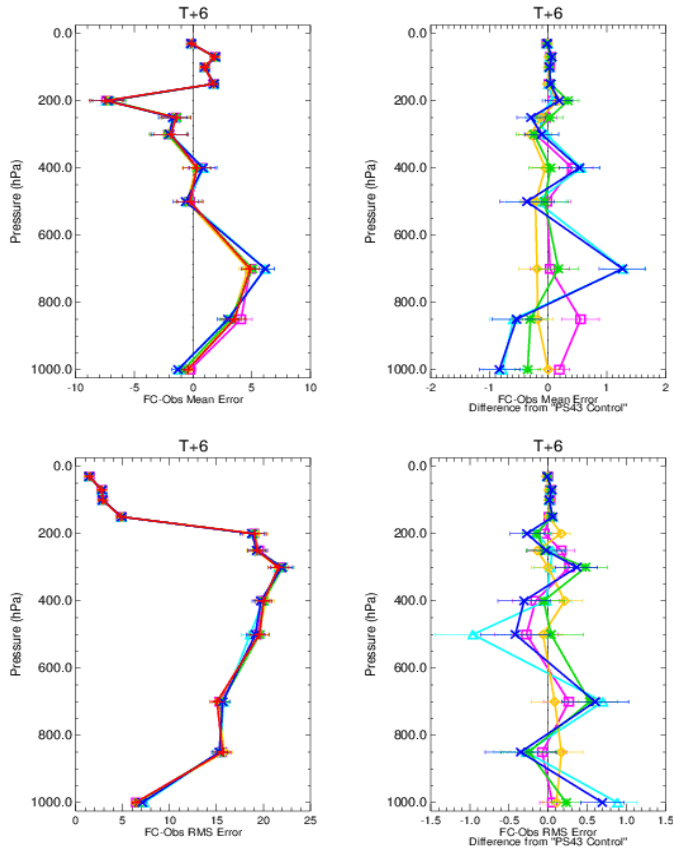 T+6
0.0
200.0
400.0
600.0
800.0
1000.0
Pressure (hPa)
-10 -5 0 5 10
FC-Obs Mean Error
T+6
0.0
200.0
400.0
600.0
800.0
1000.0
Pressure (hPa)
-2 -1 0 1 2
FC-Obs Mean Error
Difference from "PS43 Control"
T+6
0.0
200.0
400.0
600.0
800.0
1000.0
Pressure (hPa)
0 5 10 15 20 25
FC-Obs RMS Error
T+6
0.0
200.0
400.0
600.0
800.0
1000.0
Pressure (hPa)
-1.5 -1.0 -0.5 0.0 0.5 1.0 1.5
FC-Obs RMS Error
Difference from "PS43 Control"